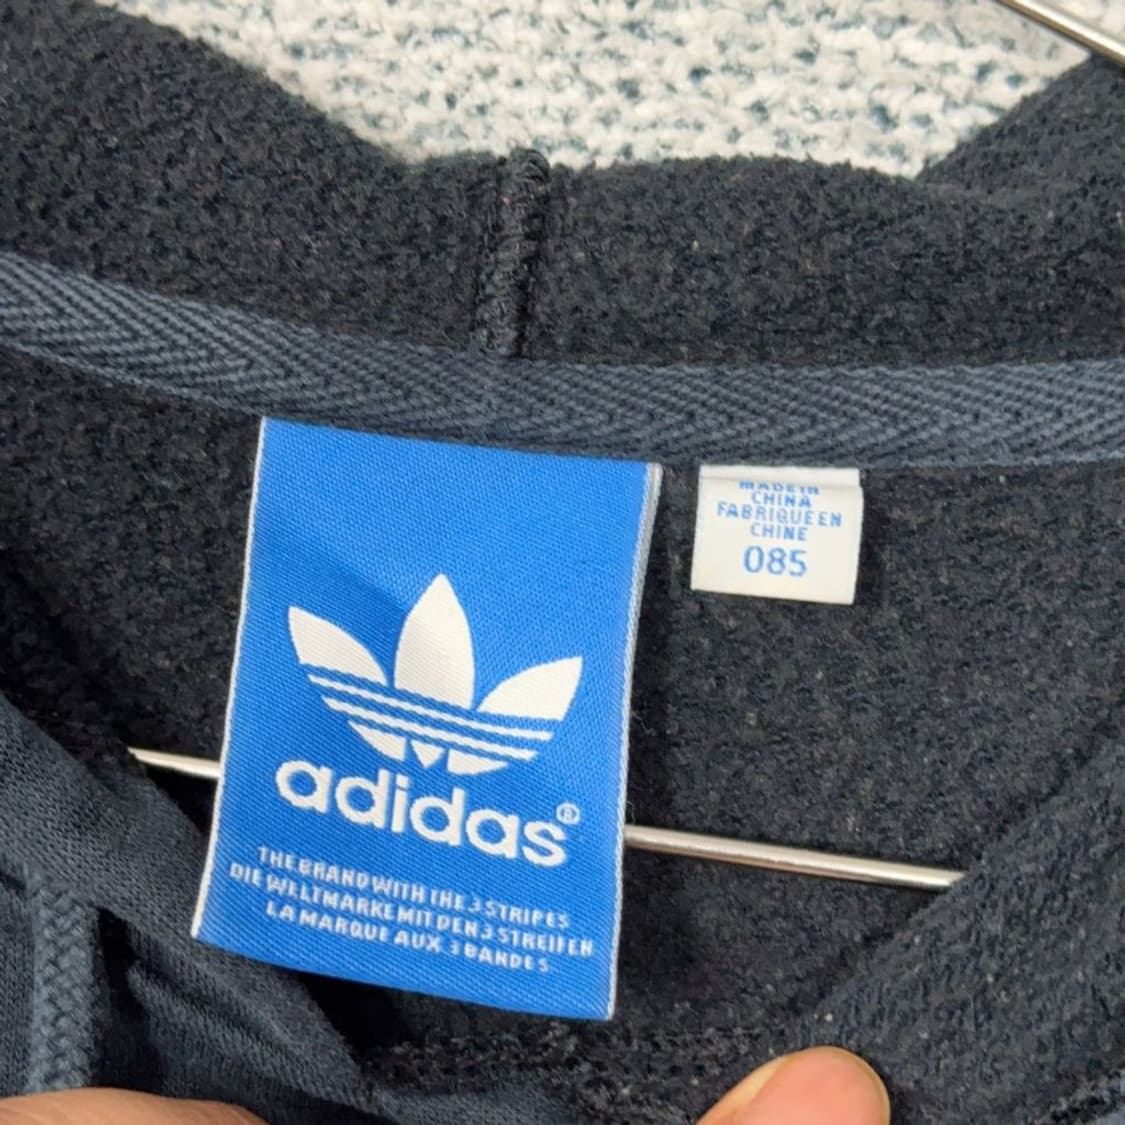 adidas®
THE BRAND WITH THE 3 STRIPES
DIE WELTMARKE MIT DEN 3 STREIFEN
LA MARQUE AUX 3 BANDES
MADE IN
CHINA
FABRIQUE EN
CHINE
085